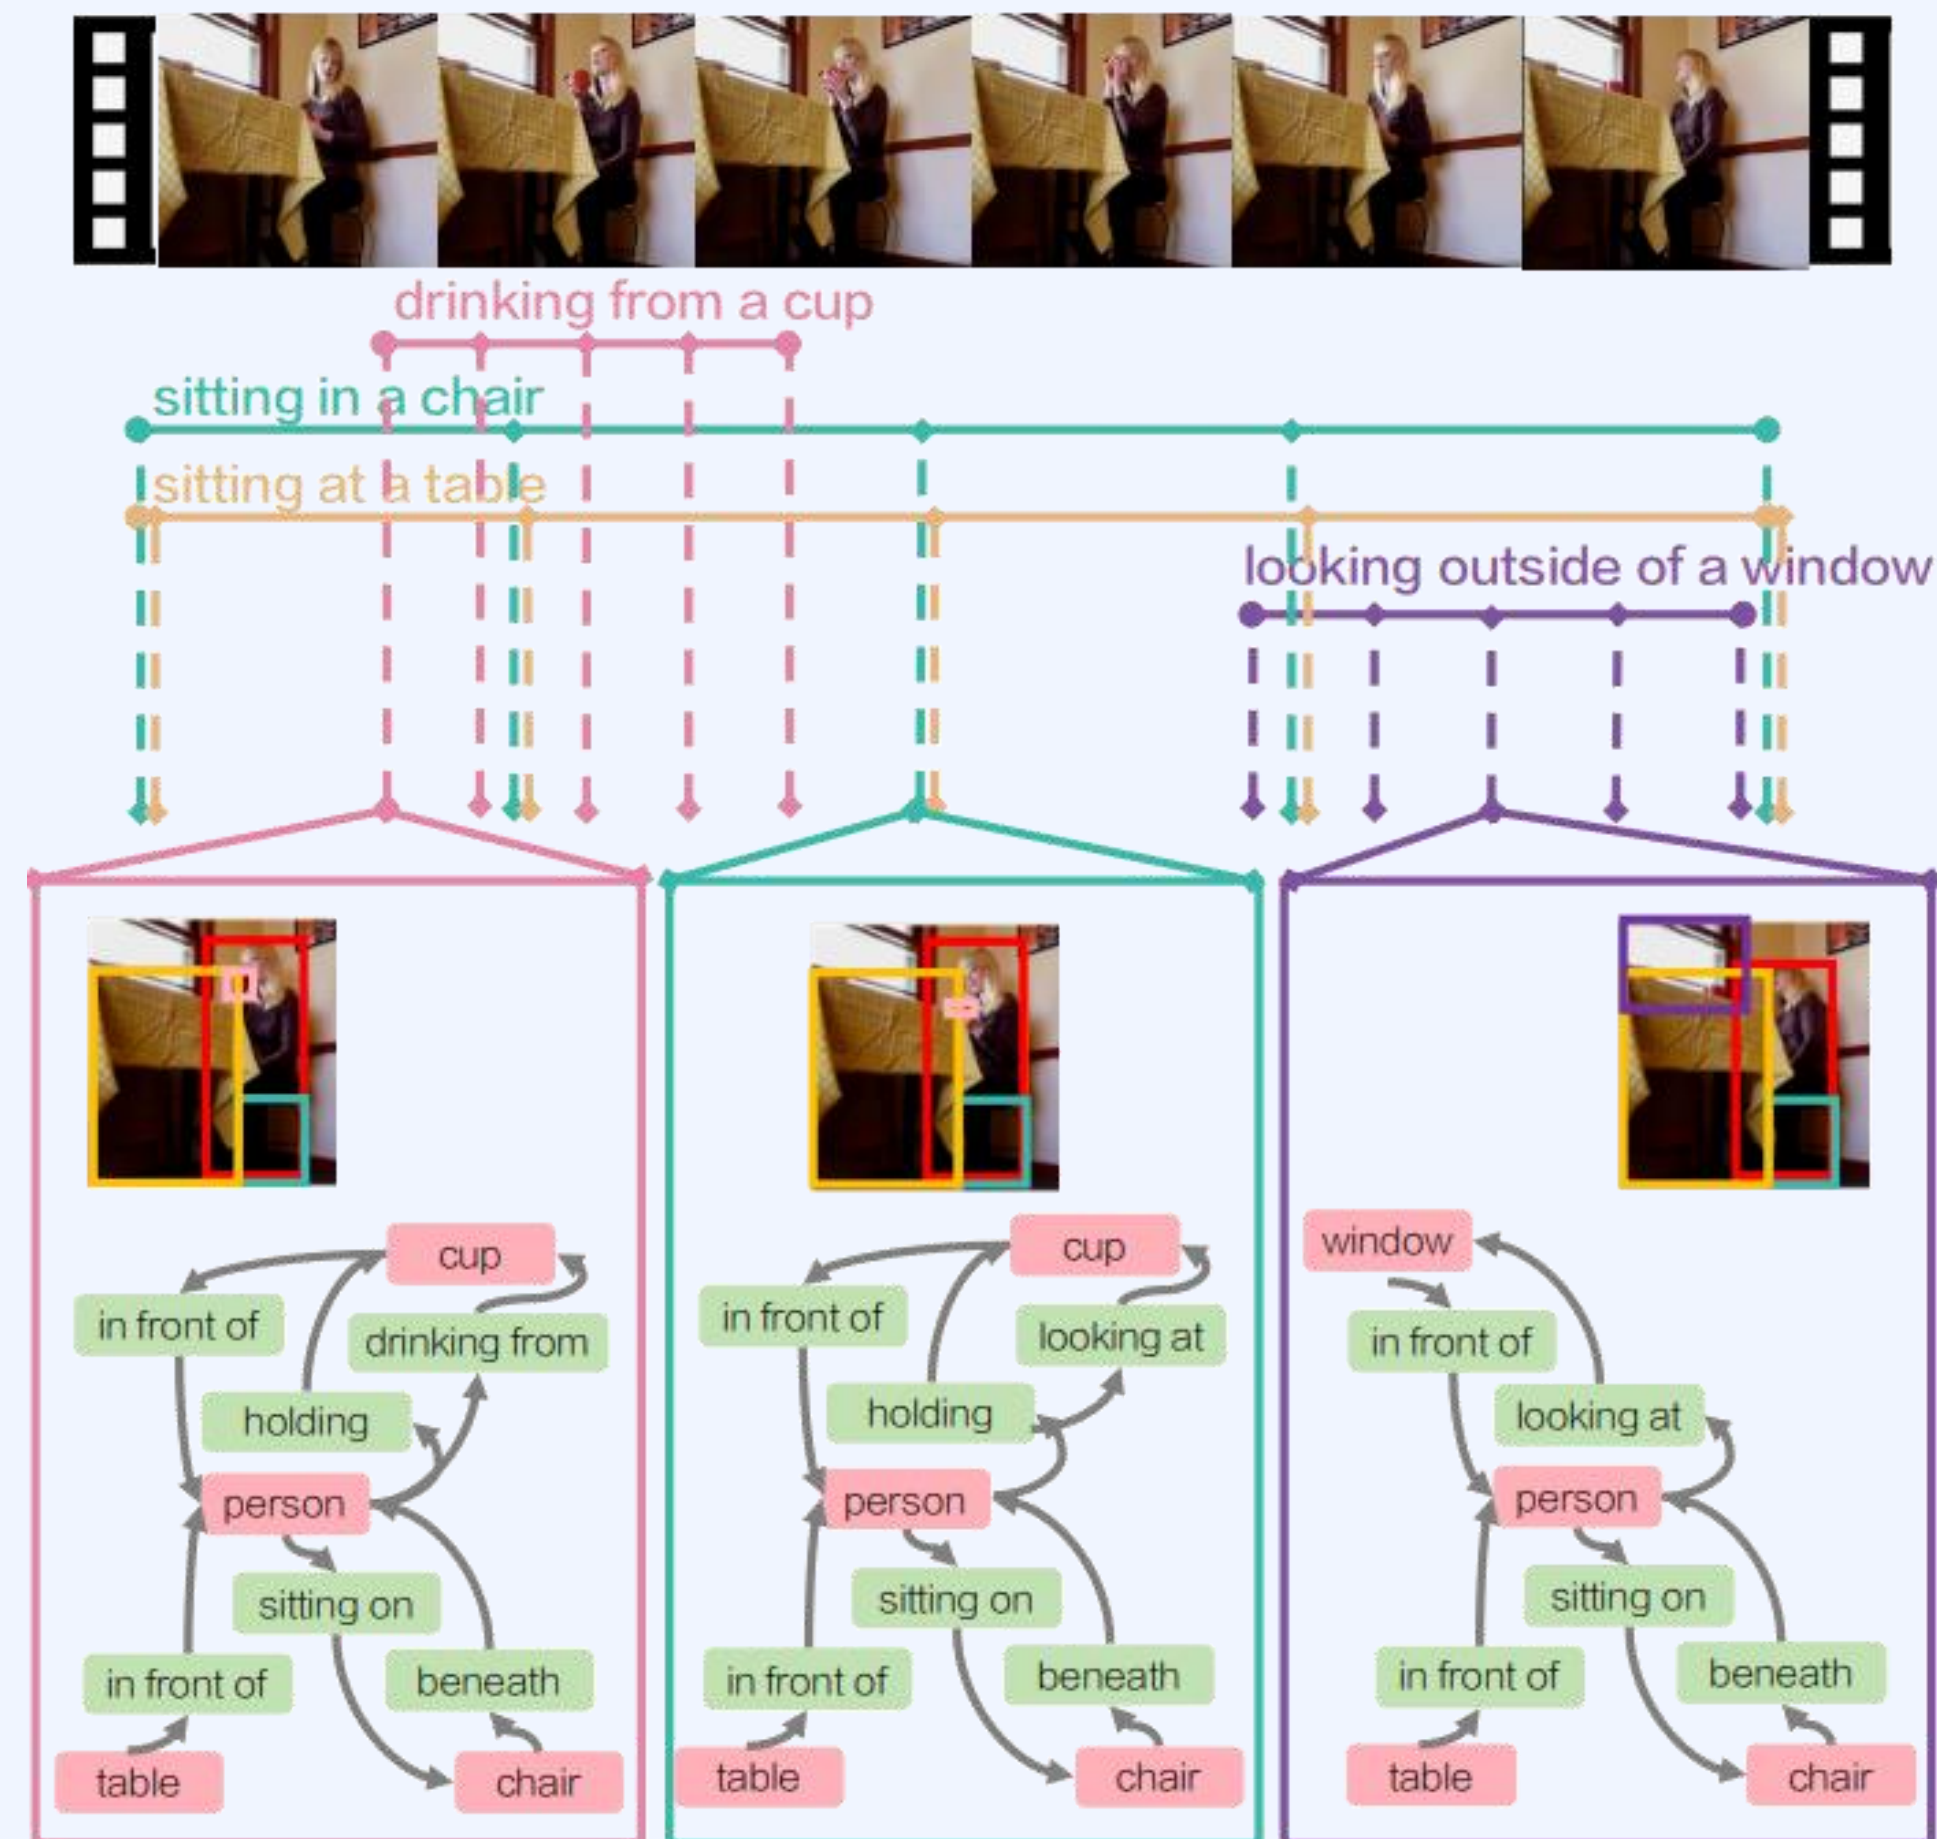 drinking from a cup
sitting in a chair
sitting at a table
looking outside of a window
cup
in front of
drinking from
holding
person
sitting on
in front of
beneath
table
chair
cup
in front of
looking at
holding
person
sitting on
in front of
beneath
table
chair
window
in front of
looking at
person
sitting on
in front of
beneath
table
chair